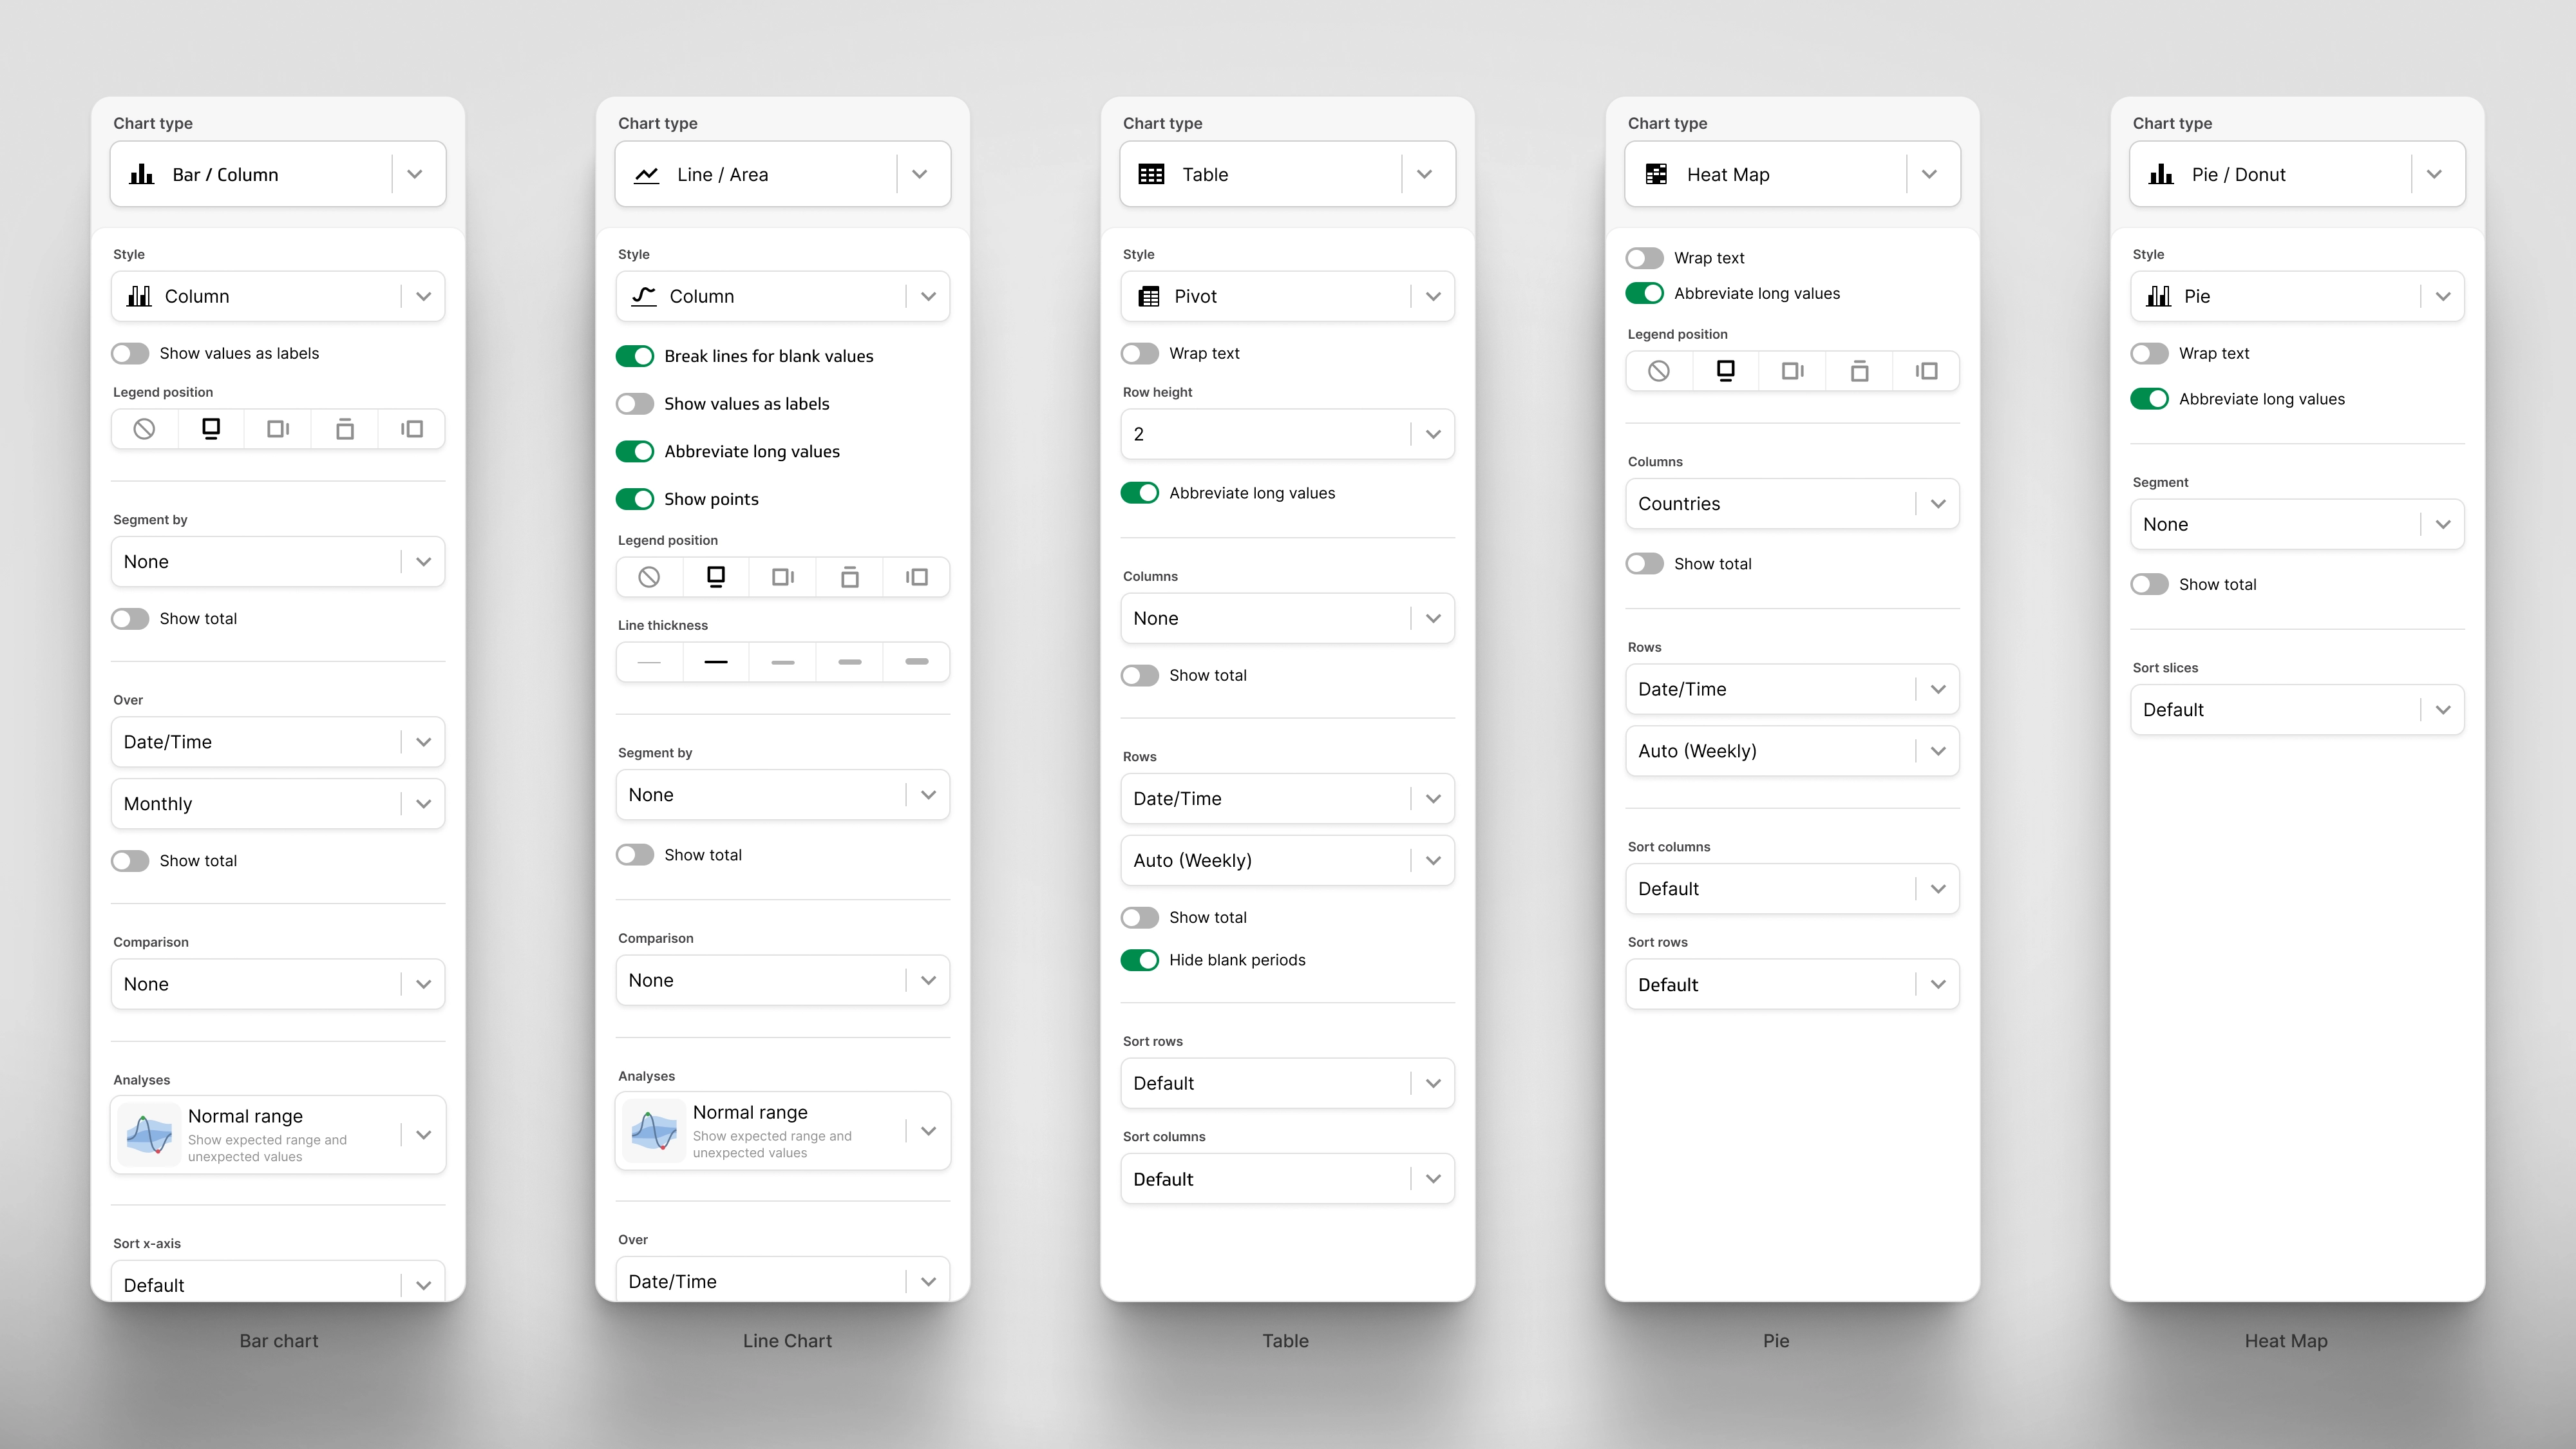 Chart type
Bar / Column
Style
Column
Show values as labels
Legend position
Segment by
None
Show total
Over
Date/Time
Monthly
Show total
Comparison
None
Analyses
Normal range
Show expected range and
unexpected values
Sort x-axis
Default
Bar chart
Chart type
Line / Area
Style
Column
Break lines for blank values
Show values as labels
Abbreviate long values
Show points
Legend position
Line thickness
Segment by
None
Show total
Comparison
None
Analyses
Normal range
Show expected range and
unexpected values
Over
Date/Time
Line Chart
Chart type
Table
Style
Pivot
Wrap text
Row height
2
Abbreviate long values
Columns
None
Show total
Rows
Date/Time
Auto (Weekly)
Show total
Hide blank periods
Sort rows
Default
Sort columns
Default
Table
Chart type
Heat Map
Wrap text
Abbreviate long values
Legend position
Columns
Countries
Show total
Rows
Date/Time
Auto (Weekly)
Sort columns
Default
Sort rows
Default
Pie
Chart type
Pie / Donut
Style
Pie
Wrap text
Abbreviate long values
Segment
None
Show total
Sort slices
Default
Heat Map